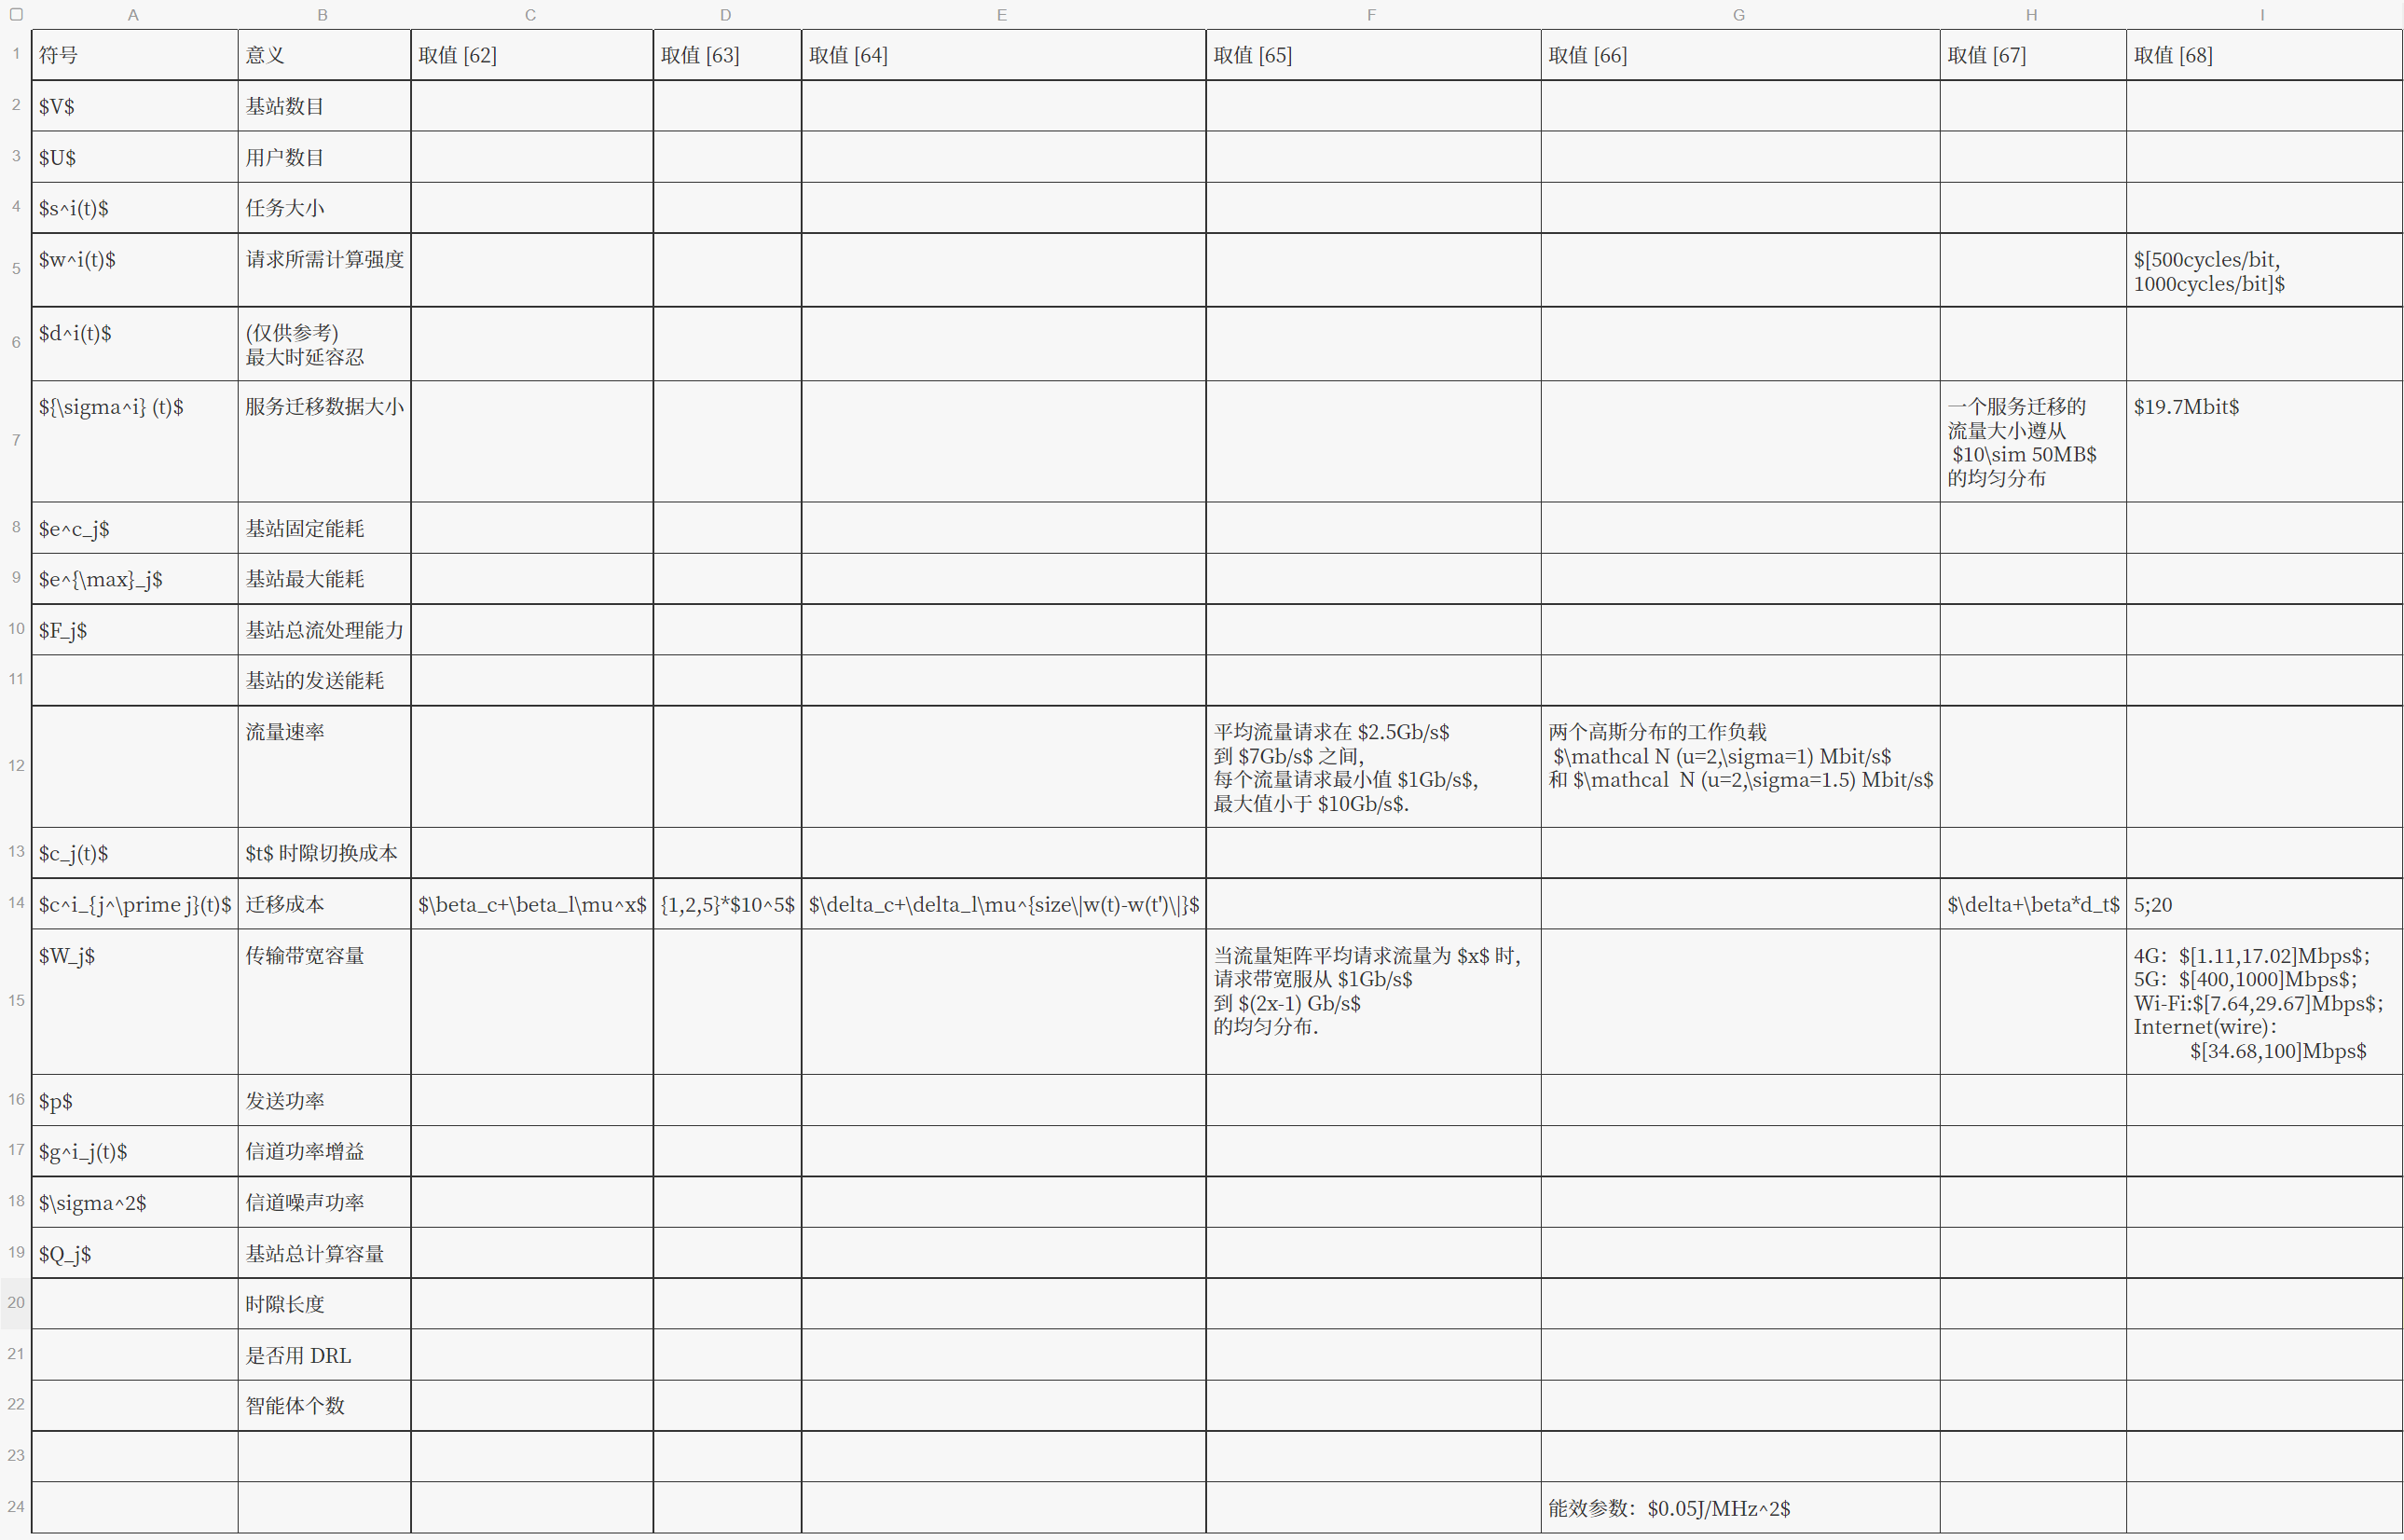 A B C D E F G H I
1 符号 意义 取值 [62] 取值 [63] 取值 [64] 取值 [65] 取值 [66] 取值 [67] 取值 [68]
2 $V$ 基站数目
3 $U$ 用户数目
4 $s^i(t)$ 任务大小
5 $w^i(t)$ 请求所需计算强度 $[500cycles/bit,
1000cycles/bit]$
6 $d^i(t)$ (仅供参考)
最大时延容忍
7 ${\sigma^i} (t)$ 服务迁移数据大小 一个服务迁移的
流量大小遵从
$10\sim 50MB$
的均匀分布
$19.7Mbit$
8 $e^c_j$ 基站固定能耗
9 $e^{\max}_j$ 基站最大能耗
10 $F_j$ 基站总流处理能力
11 基站的发送能耗
12 流量速率 平均流量请求在 $2.5Gb/s$
到 $7Gb/s$ 之间，
每个流量请求最小值 $1Gb/s$，
最大值小于 $10Gb/s$.
两个高斯分布的工作负载
$\mathcal N (u=2,\sigma=1) Mbit/s$
和 $\mathcal  N (u=2,\sigma=1.5) Mbit/s$
13 $c_j(t)$ $t$ 时隙切换成本
14 $c^i_{j^\prime j}(t)$ 迁移成本 $\beta_c+\beta_l\mu^x$ {1,2,5}*$10^5$ $\delta_c+\delta_l\mu^{size\|w(t)-w(t')\|}$ $\delta+\beta*d_t$ 5;20
15 $W_j$ 传输带宽容量 当流量矩阵平均请求流量为 $x$ 时，
请求带宽服从 $1Gb/s$
到 $(2x-1) Gb/s$
的均匀分布.
4G：$[1.11,17.02]Mbps$；
5G：$[400,1000]Mbps$；
Wi-Fi:$[7.64,29.67]Mbps$；
Internet(wire)：
$[34.68,100]Mbps$
16 $p$ 发送功率
17 $g^i_j(t)$ 信道功率增益
18 $\sigma^2$ 信道噪声功率
19 $Q_j$ 基站总计算容量
20 时隙长度
21 是否用 DRL
22 智能体个数
23
24 能效参数：$0.05J/MHz^2$